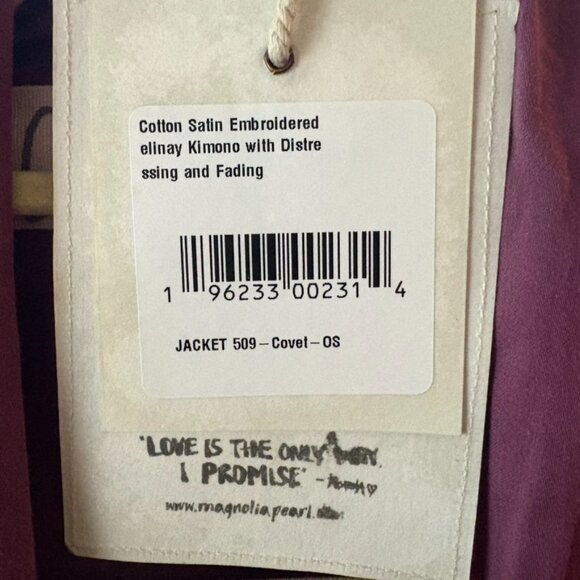 Cotton Satin Embroidered
elinay Kimono with Distre
ssing and Fading
1 96233 00231 4
JACKET 509-Covet-OS
"LOVE IS THE ONLY
I PROMISE" -
www.magnoliapearl.